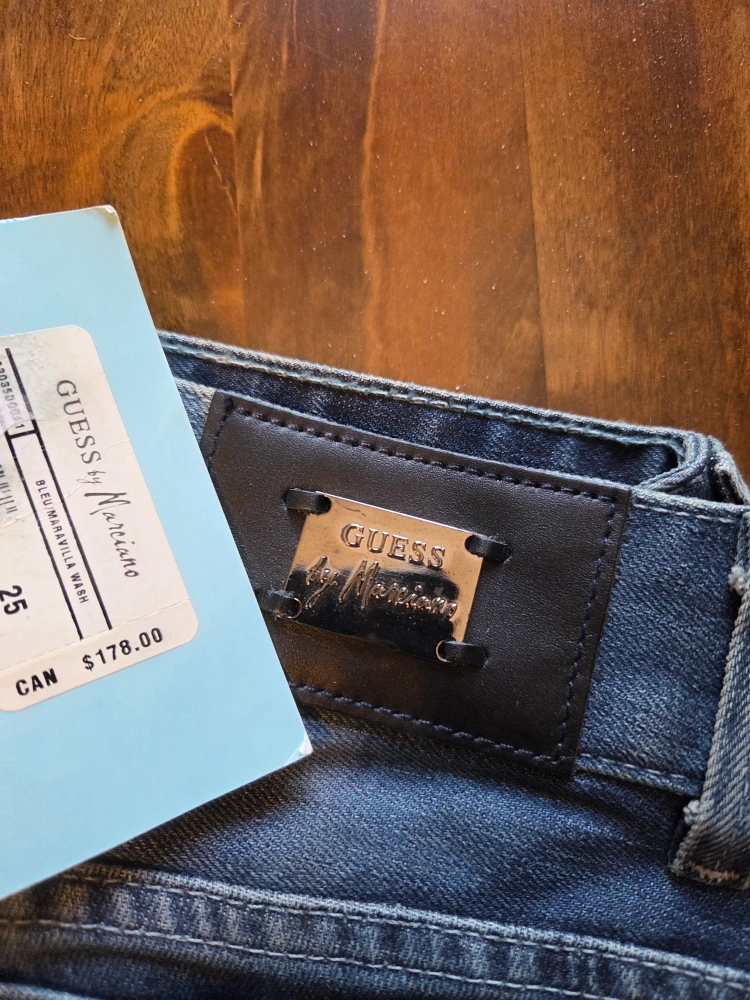 GUESS by Marciano
BLEU/MARAVILLA WASH
25
CAN $178.00
GUESS
by Marciano